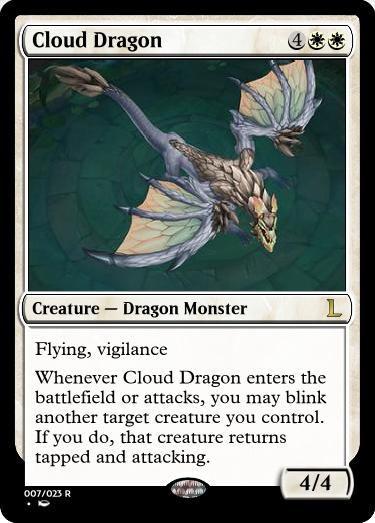 Cloud Dragon 4
Creature — Dragon Monster L
Flying, vigilance
Whenever Cloud Dragon enters the
battlefield or attacks, you may blink
another target creature you control.
If you do, that creature returns
tapped and attacking.
4/4
007/023 R